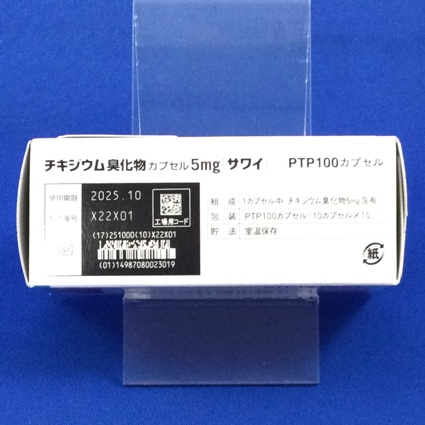 チキジウム臭化物カプセル5mg「サワイ」 PTP100カプセル
使用期限 2025.10
X22X01
工場用コード
(17)251000(10)X22X01
(01)14987080023019
組 成 1カプセル中 チキジウム臭化物5mg含有
包 装 PTP100カプセル(10カプセル×10)
貯 法 室温保存
紙